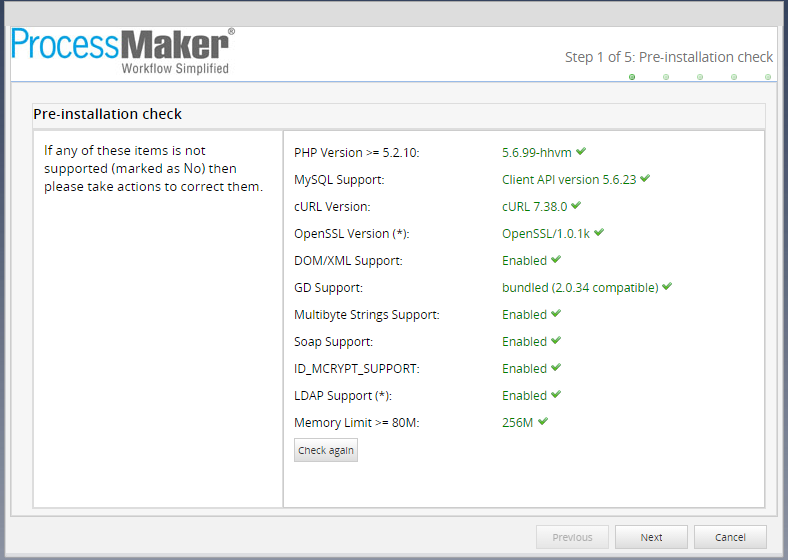 ProcessMaker®
Workflow Simplified
Step 1 of 5: Pre-installation check
Pre-installation check
If any of these items is not
supported (marked as No) then
please take actions to correct them.
PHP Version >= 5.2.10: 5.6.99-hhvm
MySQL Support: Client API version 5.6.23
cURL Version: cURL 7.38.0
OpenSSL Version (*): OpenSSL/1.0.1k
DOM/XML Support: Enabled
GD Support: bundled (2.0.34 compatible)
Multibyte Strings Support: Enabled
Soap Support: Enabled
ID_MCRYPT_SUPPORT: Enabled
LDAP Support (*): Enabled
Memory Limit >= 80M: 256M
Check again
Previous Next Cancel